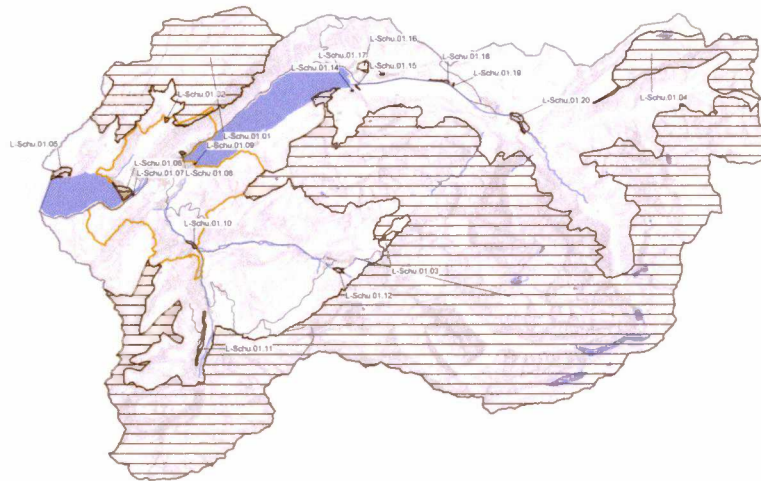 L-Schu.01.16
L-Schu.01.17
L-Schu.01.14
L-Schu.01.15
L-Schu.01.18
L-Schu.01.19
L-Schu.01.02
L-Schu.01.20
L-Schu.01.04
L-Schu.01.01
L-Schu.01.05
L-Schu.01.09
L-Schu.01.06
L-Schu.01.07
L-Schu.01.08
L-Schu.01.10
L-Schu.01.03
L-Schu.01.12
L-Schu.01.11